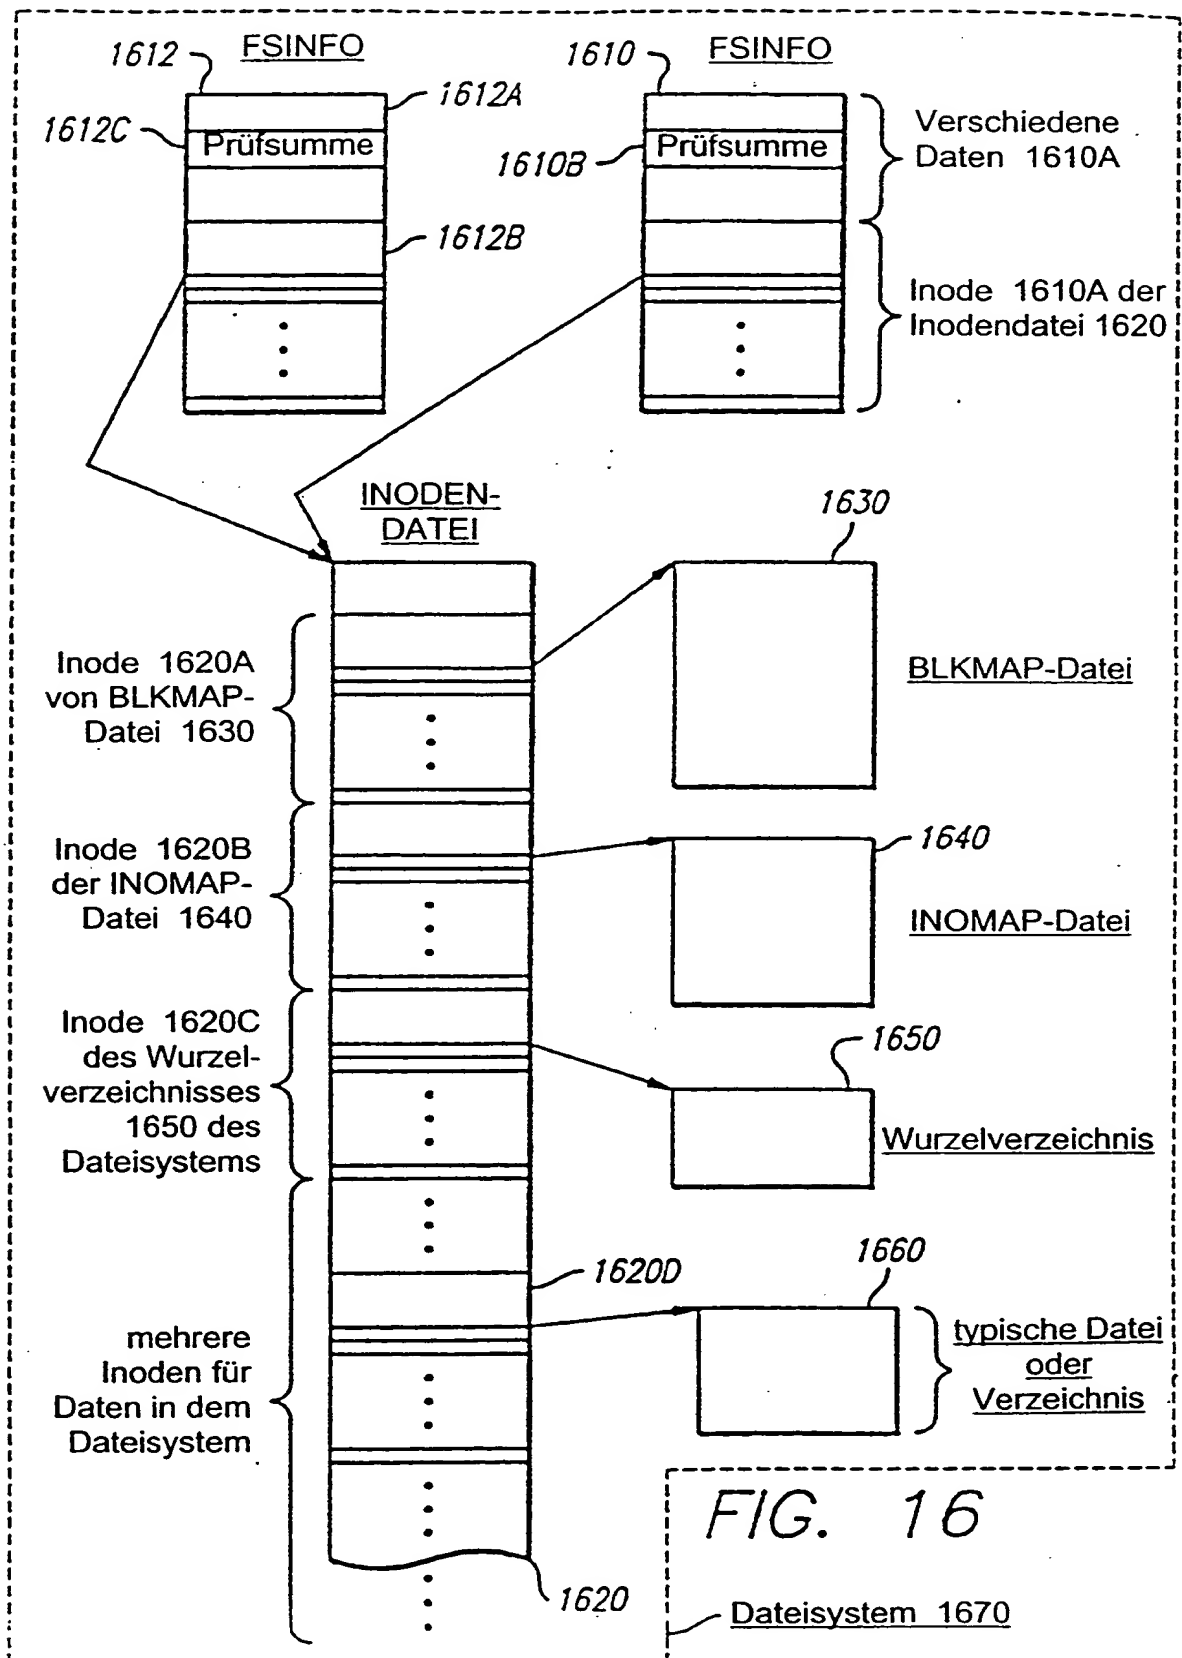 FSINFO
1612
1612A
1612C
Prüfsumme
1612B
FSINFO
1610
Prüfsumme
1610B
Verschiedene
Daten 1610A
Inode 1610A der
Inodendatei 1620
INODEN-
DATEI
1630
Inode 1620A
von BLKMAP-
Datei 1630
BLKMAP-Datei
Inode 1620B
der INOMAP-
Datei 1640
1640
INOMAP-Datei
Inode 1620C
des Wurzel-
verzeichnisses
1650 des
Dateisystems
1650
Wurzelverzeichnis
1620D
1660
mehrere
Inoden für
Daten in dem
Dateisystem
typische Datei
oder
Verzeichnis
1620
FIG. 16
Dateisystem 1670